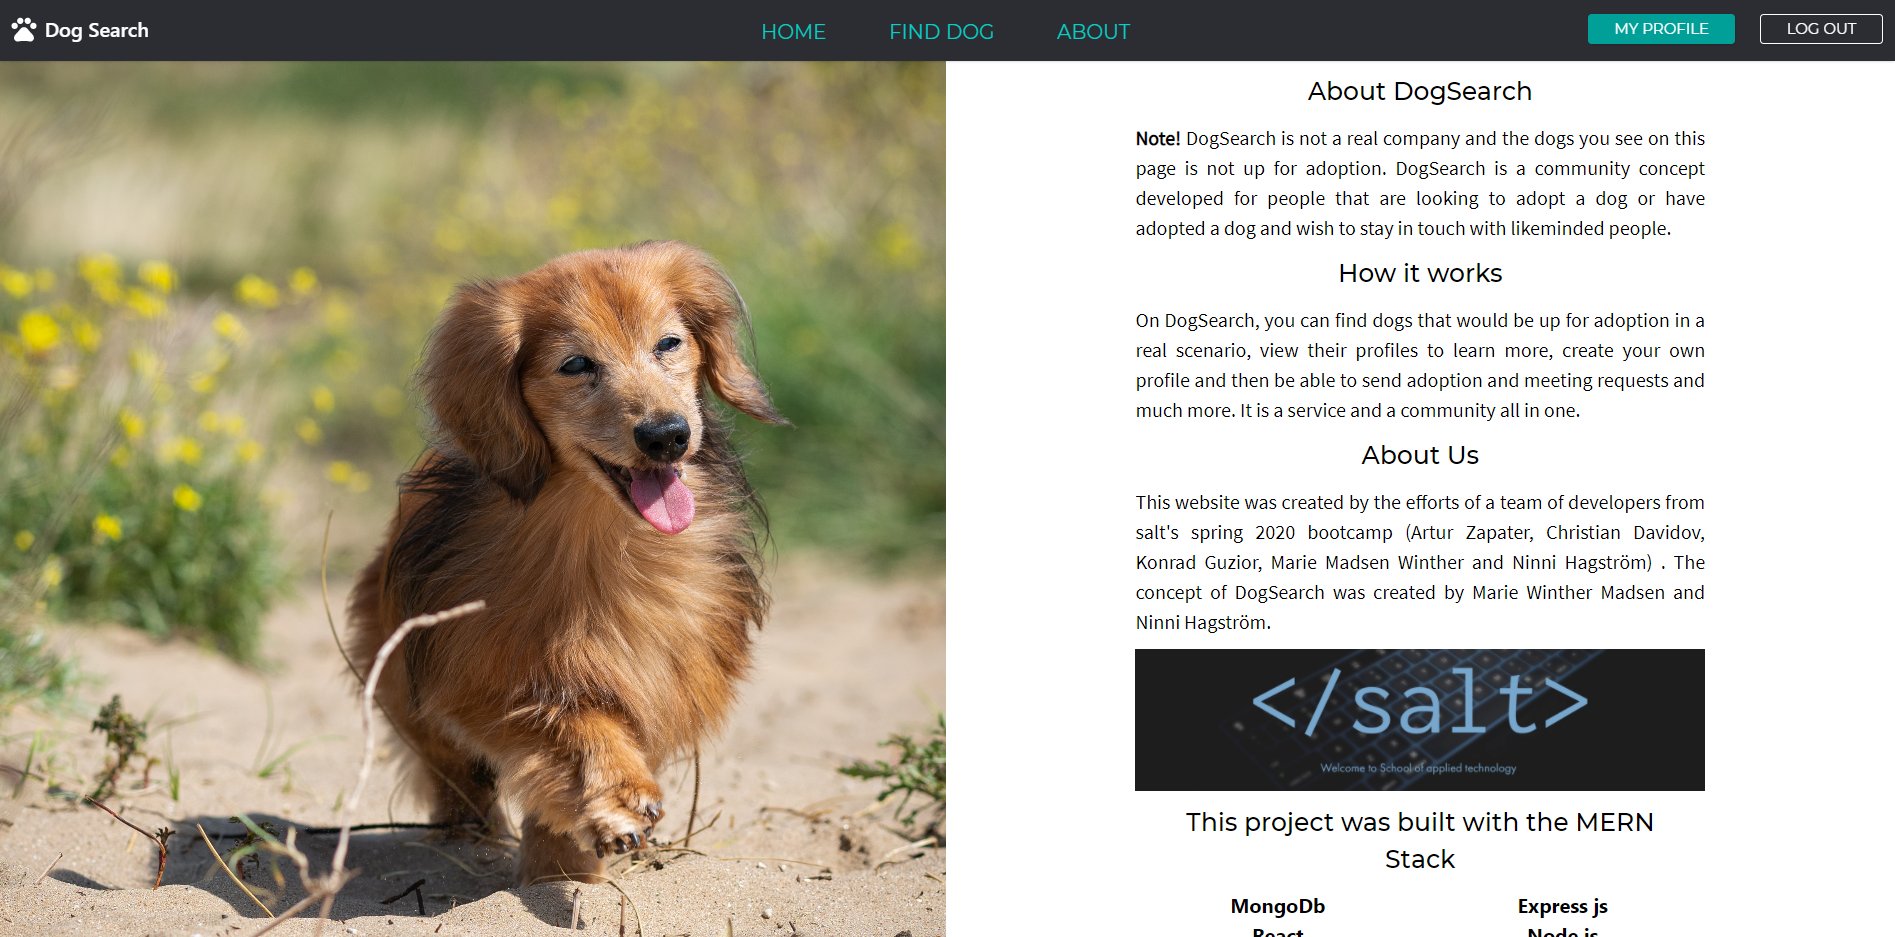 Dog Search
HOME
FIND DOG
ABOUT
MY PROFILE
LOG OUT
About DogSearch
Note! DogSearch is not a real company and the dogs you see on this
page is not up for adoption. DogSearch is a community concept
developed for people that are looking to adopt a dog or have
adopted a dog and wish to stay in touch with likeminded people.
How it works
On DogSearch, you can find dogs that would be up for adoption in a
real scenario, view their profiles to learn more, create your own
profile and then be able to send adoption and meeting requests and
much more. It is a service and a community all in one.
About Us
This website was created by the efforts of a team of developers from
salt's spring 2020 bootcamp (Artur Zapater, Christian Davidov,
Konrad Guzior, Marie Madsen Winther and Ninni Hagström) . The
concept of DogSearch was created by Marie Winther Madsen and
Ninni Hagström.
</salt>
Welcome to School of applied technology
This project was built with the MERN
Stack
MongoDb
Express js
React
Node js